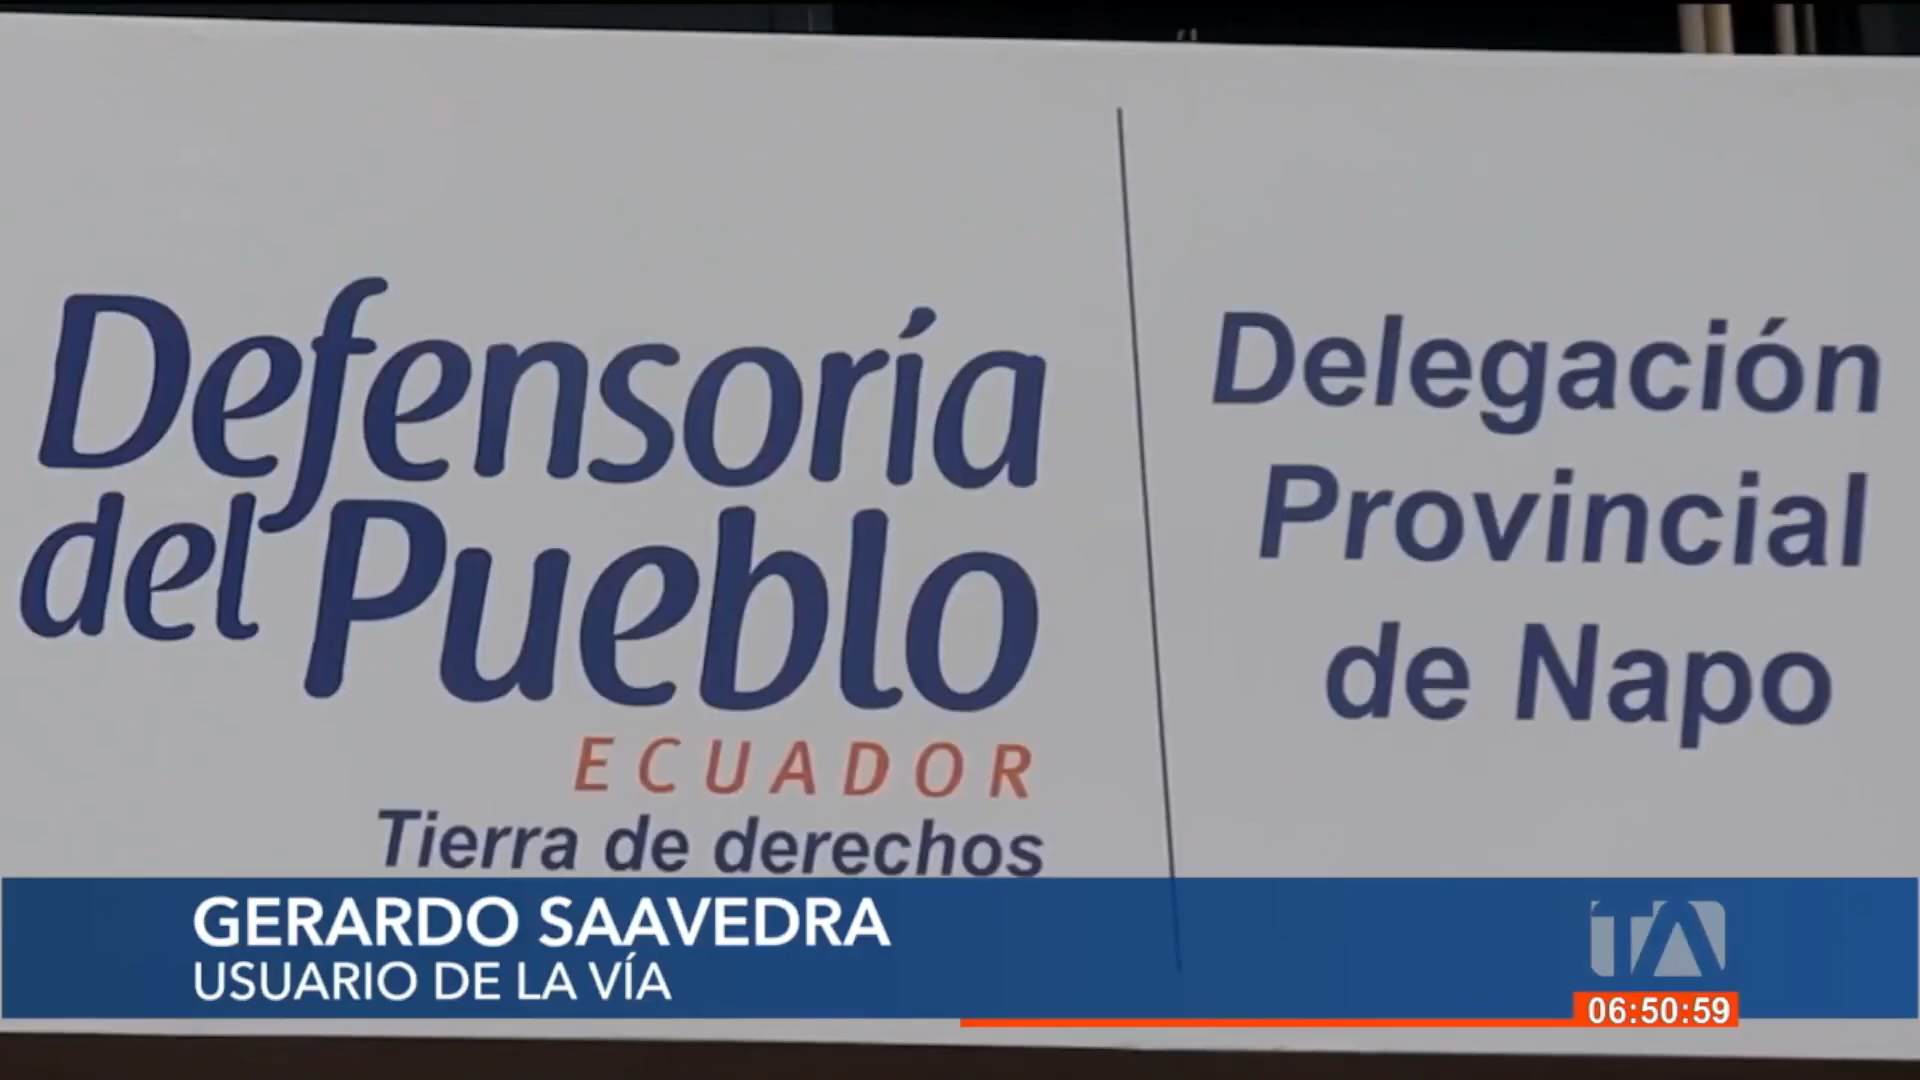 Defensoría
del Pueblo
ECUADOR
Tierra de derechos
Delegación
Provincial
de Napo
GERARDO SAAVEDRA
USUARIO DE LA VÍA
TA
06:50:59